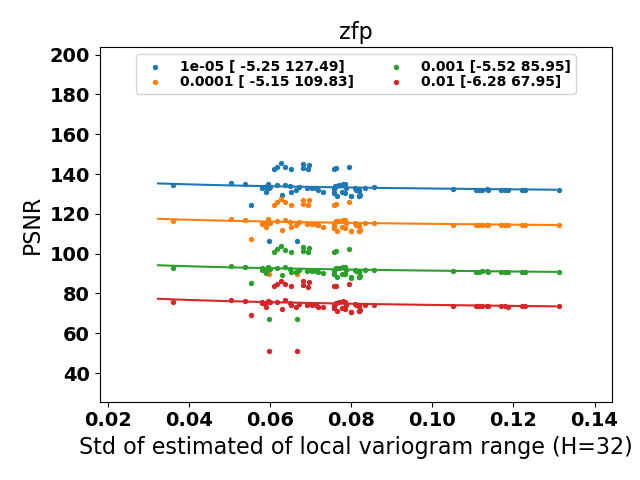 zfp
1e-05 [ -5.25 127.49]
0.0001 [ -5.15 109.83]
0.001 [-5.52 85.95]
0.01 [-6.28 67.95]
PSNR
200
180
160
140
120
100
80
60
40
0.02 0.04 0.06 0.08 0.10 0.12 0.14
Std of estimated of local variogram range (H=32)